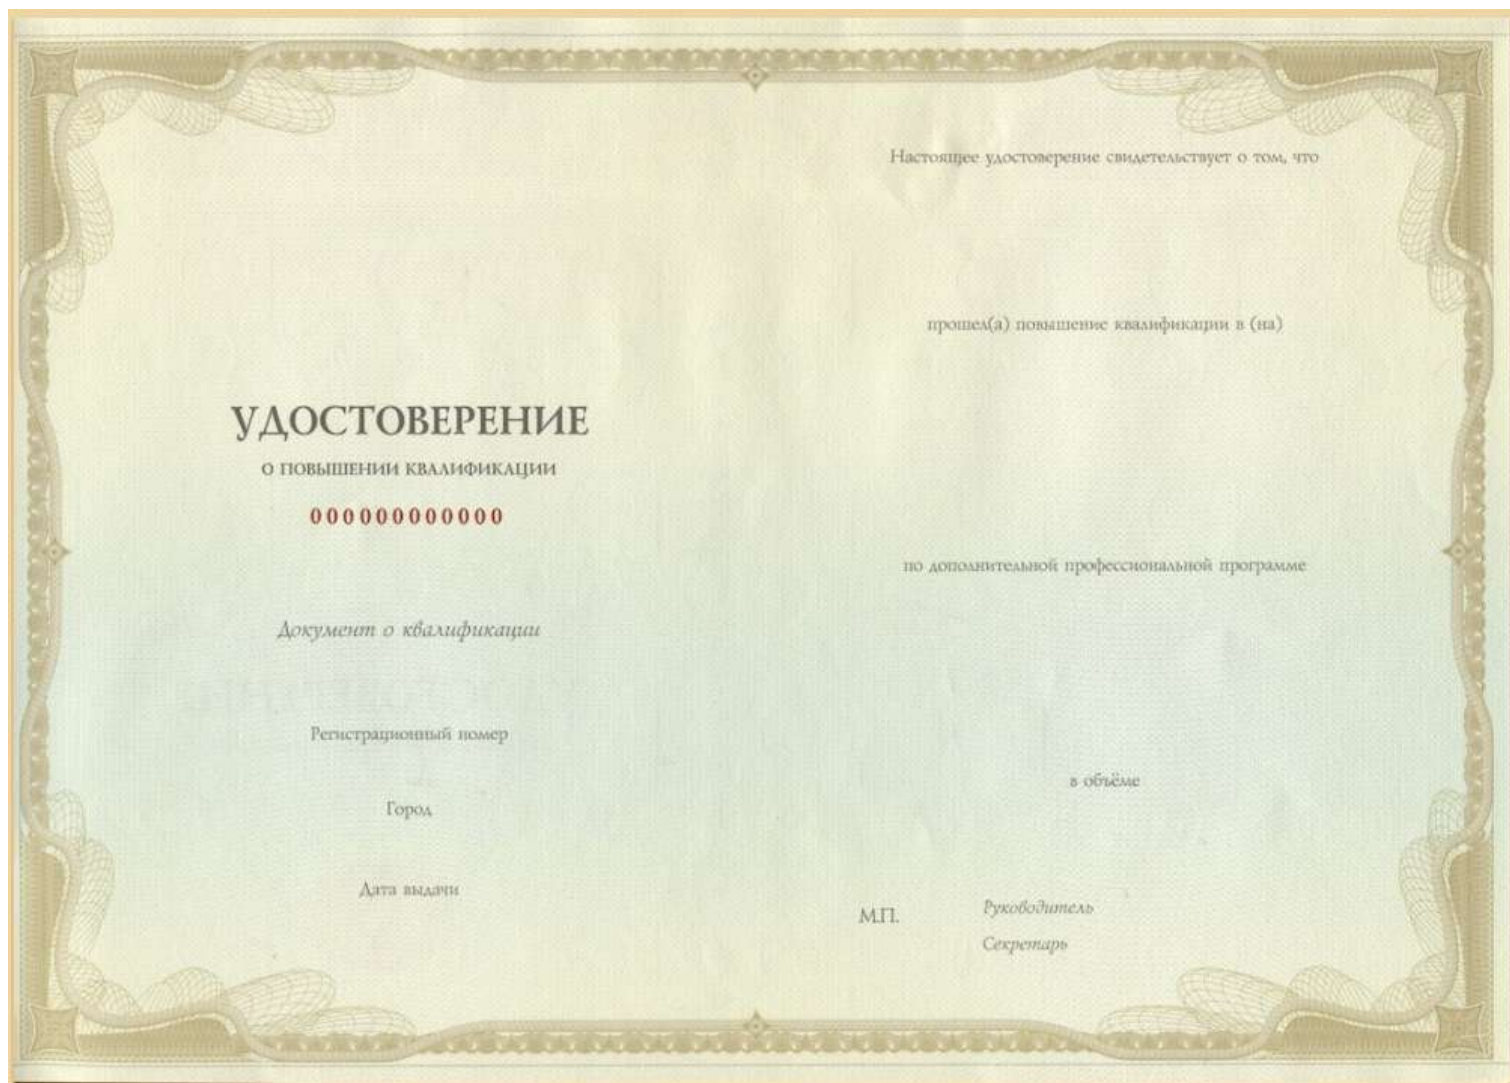 УДОСТОВЕРЕНИЕ
О ПОВЫШЕНИИ КВАЛИФИКАЦИИ
000000000000
Документ о квалификации
Регистрационный номер
Город
Дата выдачи
Настоящее удостоверение свидетельствует о том, что
прошел(а) повышение квалификации в (на)
по дополнительной профессиональной программе
в объёме
М.П.
Руководитель
Секретарь